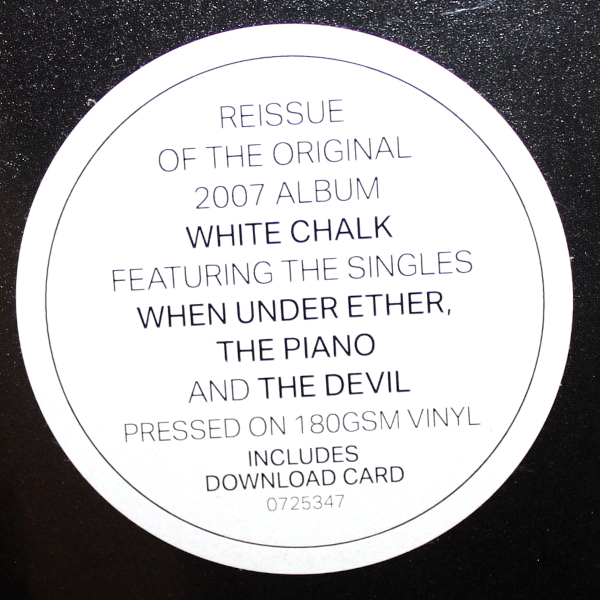 REISSUE
OF THE ORIGINAL
2007 ALBUM
WHITE CHALK
FEATURING THE SINGLES
WHEN UNDER ETHER,
THE PIANO
AND THE DEVIL
PRESSED ON 180GSM VINYL
INCLUDES
DOWNLOAD CARD
0725347